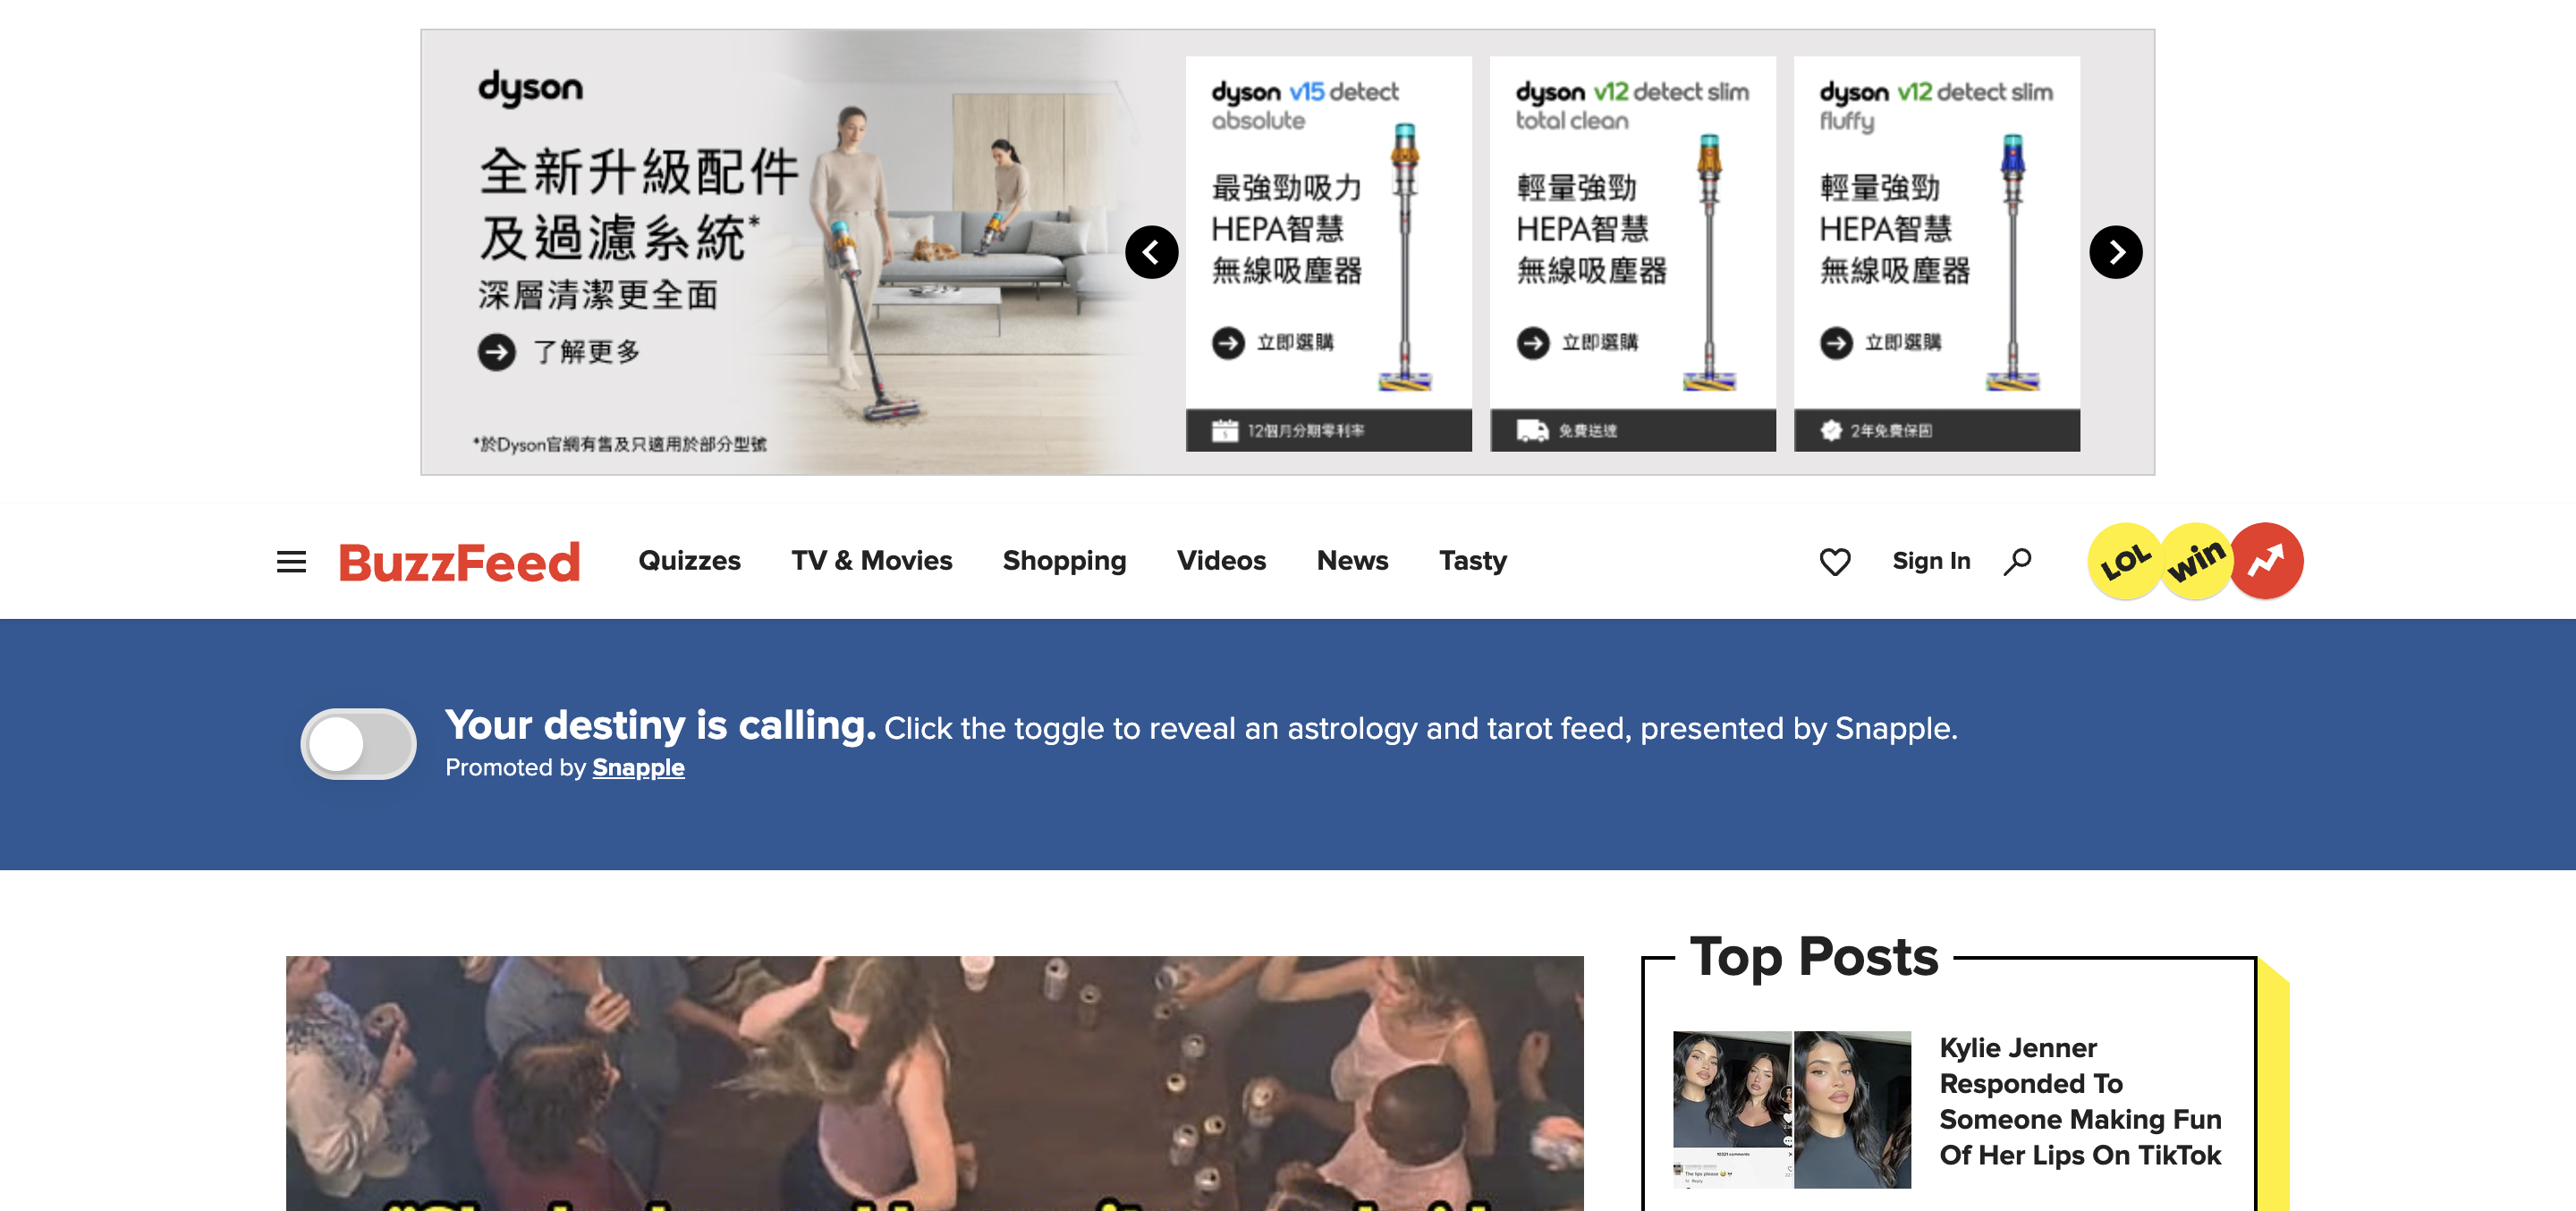 dyson
全新升級配件
及過濾系統*
深層清潔更全面
了解更多
*於Dyson官網有售及只適用於部分型號
dyson v15 detect
absolute
最強勁吸力
HEPA智慧
無線吸塵器
立即選購
12個月分期零利率
dyson v12 detect slim
total clean
輕量強勁
HEPA智慧
無線吸塵器
立即選購
免費送遞
dyson v12 detect slim
fluffy
輕量強勁
HEPA智慧
無線吸塵器
立即選購
2年免費保固
BuzzFeed Quizzes TV & Movies Shopping Videos News Tasty Sign In LOL win
Your destiny is calling. Click the toggle to reveal an astrology and tarot feed, presented by Snapple.
Promoted by Snapple
Top Posts
Kylie Jenner
Responded To
Someone Making Fun
Of Her Lips On TikTok